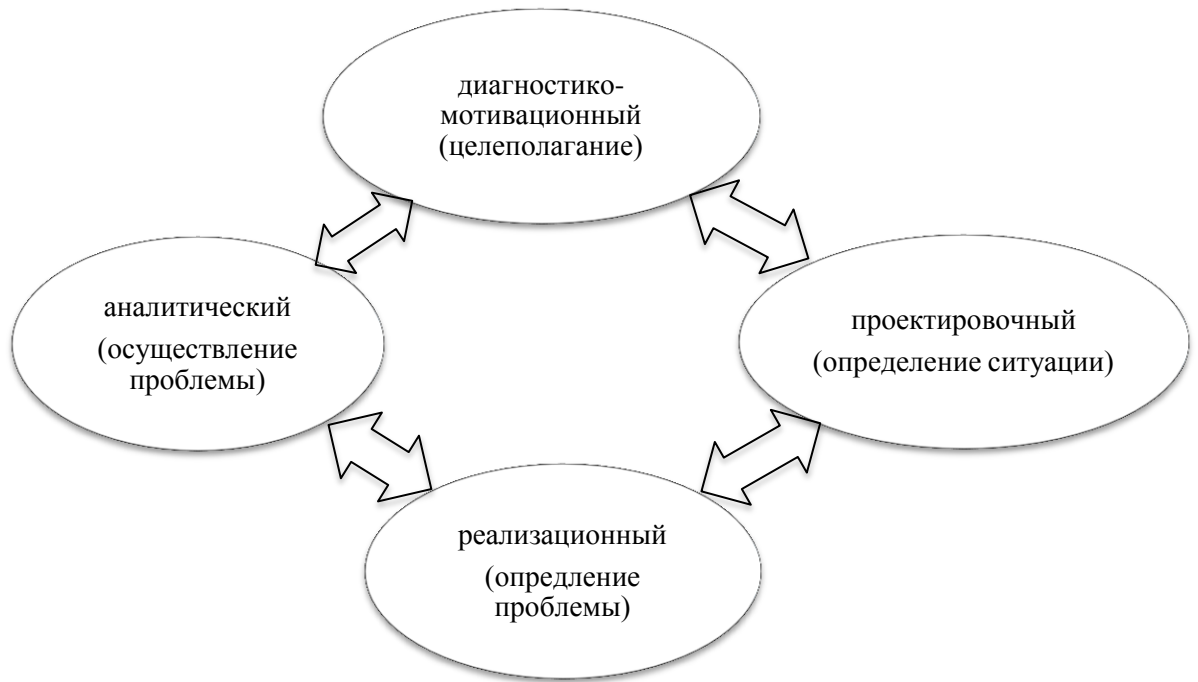 диагностико-
мотивационный
(целеполагание)
аналитический
(осуществление
проблемы)
проектировочный
(определение ситуации)
реализационный
(опредление
проблемы)